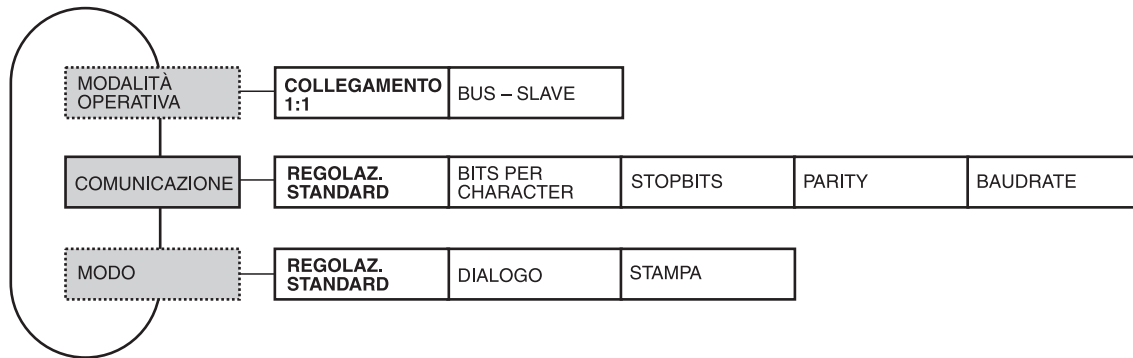 MODALITÀ
OPERATIVA
COLLEGAMENTO
1:1
BUS – SLAVE
COMUNICAZIONE
REGOLAZ.
STANDARD
BITS PER
CHARACTER
STOPBITS
PARITY
BAUDRATE
MODO
REGOLAZ.
STANDARD
DIALOGO
STAMPA